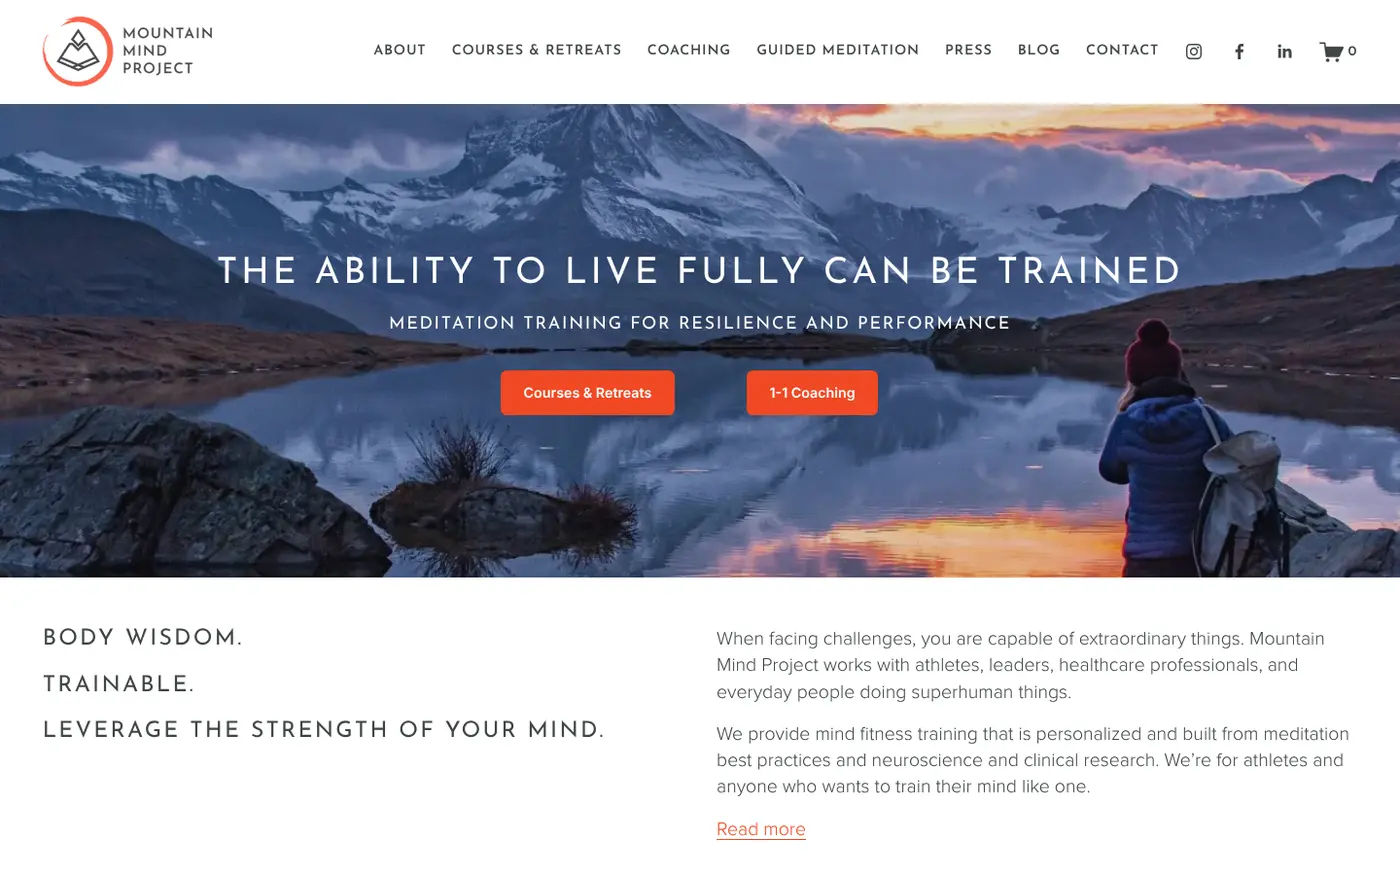 MOUNTAIN
MIND
PROJECT
ABOUT COURSES & RETREATS COACHING GUIDED MEDITATION PRESS BLOG CONTACT 0
THE ABILITY TO LIVE FULLY CAN BE TRAINED
MEDITATION TRAINING FOR RESILIENCE AND PERFORMANCE
Courses & Retreats 1-1 Coaching
BODY WISDOM.
TRAINABLE.
LEVERAGE THE STRENGTH OF YOUR MIND.
When facing challenges, you are capable of extraordinary things. Mountain
Mind Project works with athletes, leaders, healthcare professionals, and
everyday people doing superhuman things.
We provide mind fitness training that is personalized and built from meditation
best practices and neuroscience and clinical research. We’re for athletes and
anyone who wants to train their mind like one.
Read more